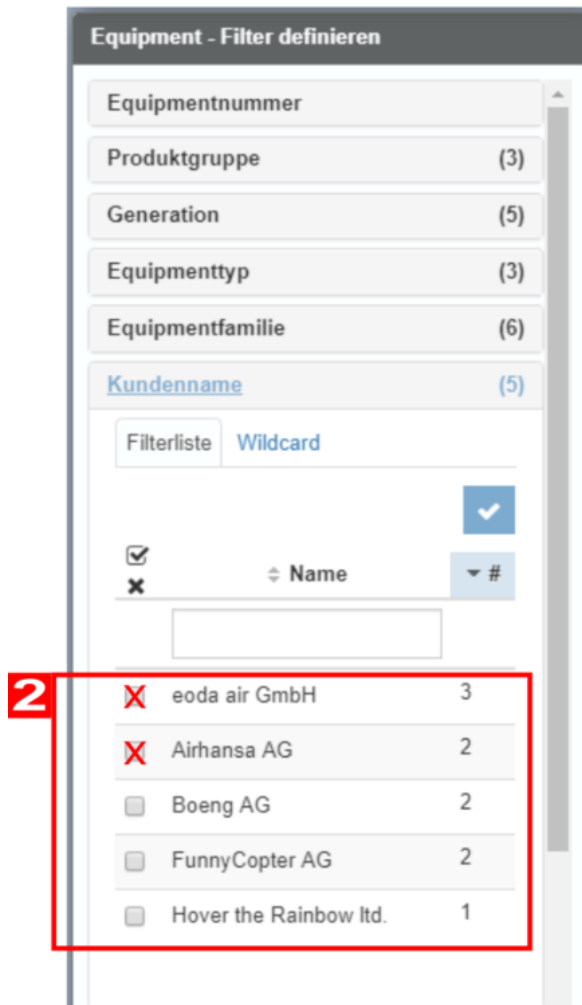 Equipment - Filter definieren
Equipmentnummer
Produktgruppe (3)
Generation (5)
Equipmenttyp (3)
Equipmentfamilie (6)
Kundenname (5)
Filterliste Wildcard
Name #
2
X eoda air GmbH 3
X Airhansa AG 2
Boeng AG 2
FunnyCopter AG 2
Hover the Rainbow ltd. 1